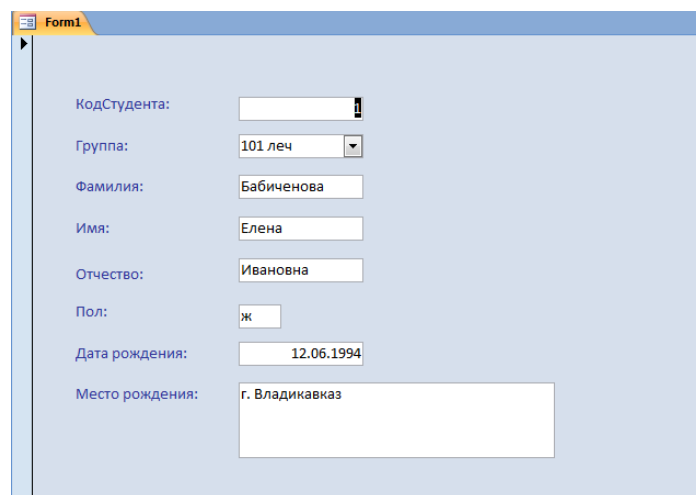 Form1
КодСтудента: 1
Группа: 101 леч
Фамилия: Бабиченова
Имя: Елена
Отчество: Ивановна
Пол: ж
Дата рождения: 12.06.1994
Место рождения: г. Владикавказ